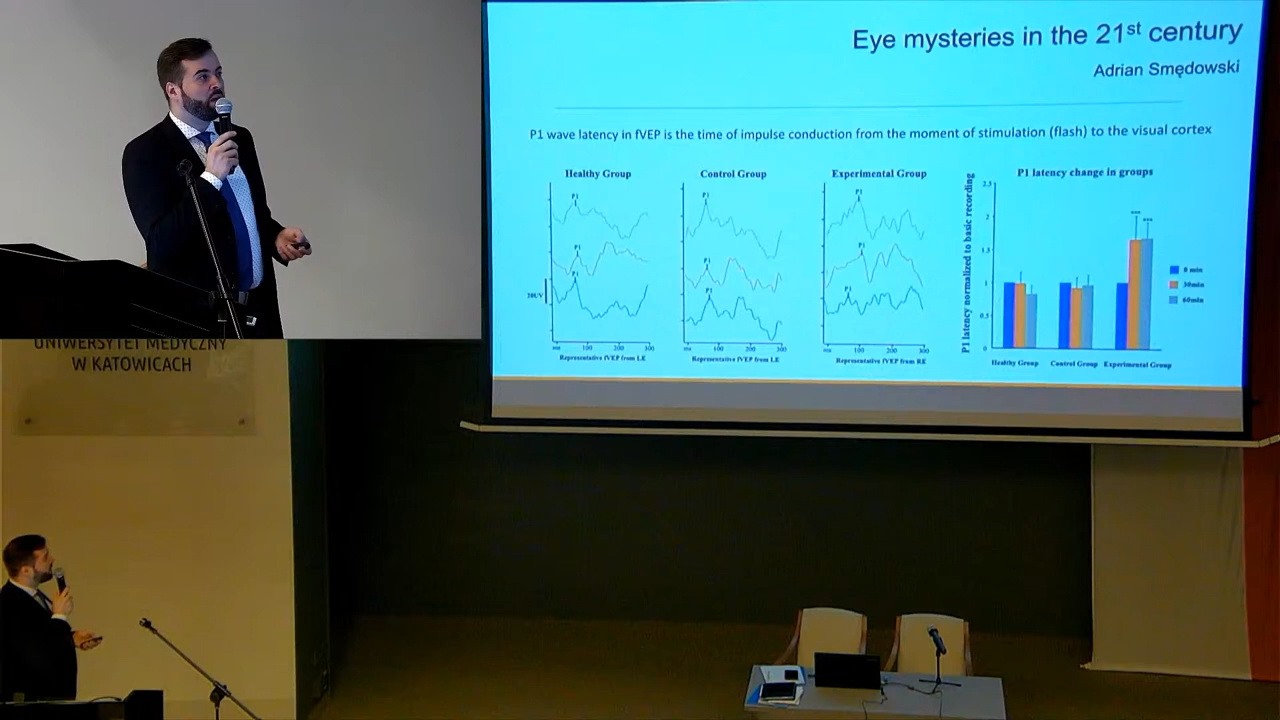 Eye mysteries in the 21st century
Adrian Smędowski
P1 wave latency in fVEP is the time of impulse conduction from the moment of stimulation (flash) to the visual cortex
Healthy Group
Control Group
Experimental Group
P1 latency change in groups
P1
P1
P1
P1
P1
P1
P1
P1
P1
20UV
ms 100 200 300
ms 100 200 300
ms 100 200 300
Representative fVEP from LE
Representative fVEP from LE
Representative fVEP from RE
P1 latency normalized to basic recording
2,5
2
1,5
1
0,5
0
***
***
0 min
30min
60min
Healthy Group
Control Group
Experimental Group
UNIWERSYTET MEDYCZNY
W KATOWICACH